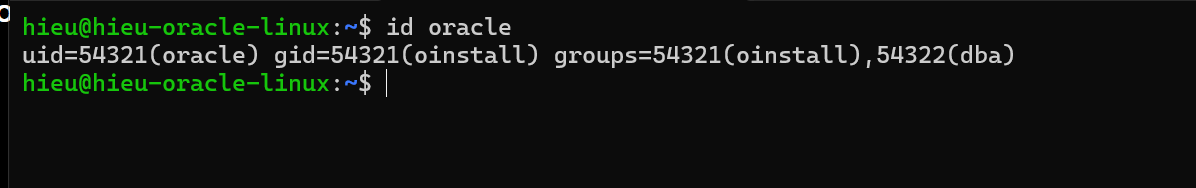 hieu@hieu-oracle-linux:~$ id oracle
uid=54321(oracle) gid=54321(oinstall) groups=54321(oinstall),54322(dba)
hieu@hieu-oracle-linux:~$